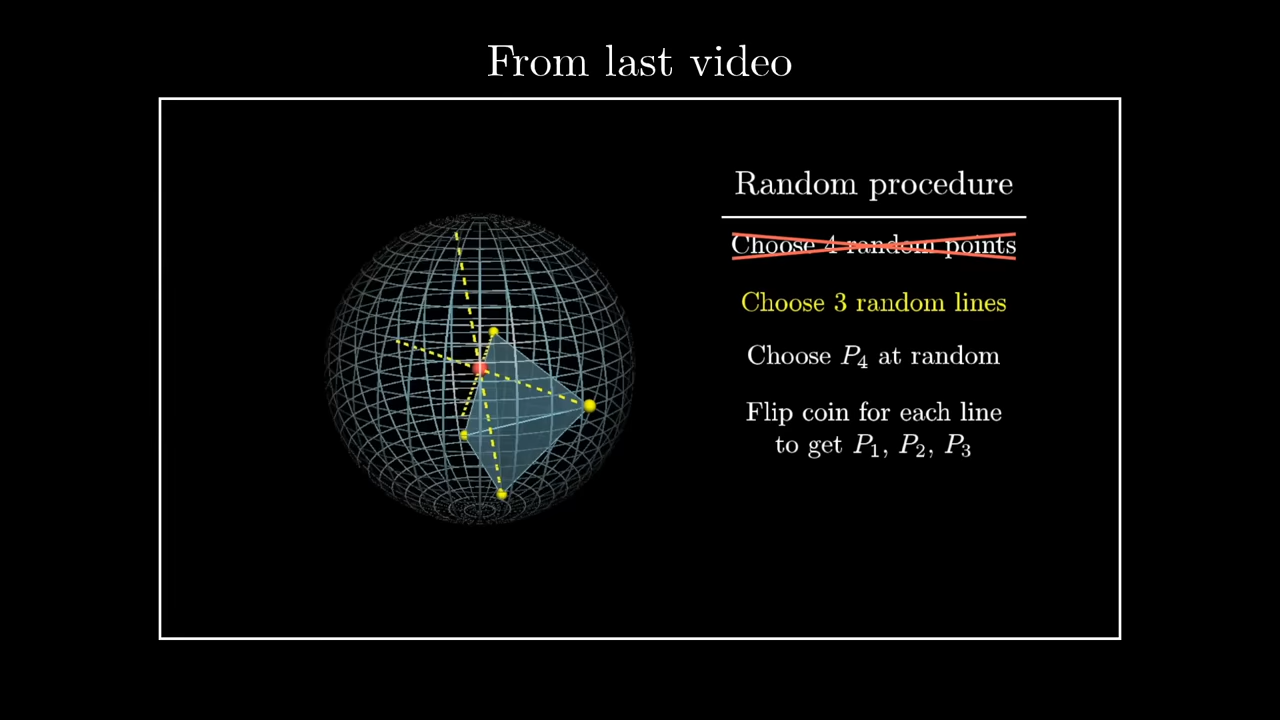 From last video
Random procedure
Choose 4 random points
Choose 3 random lines
Choose P₄ at random
Flip coin for each line
to get P₁, P₂, P₃